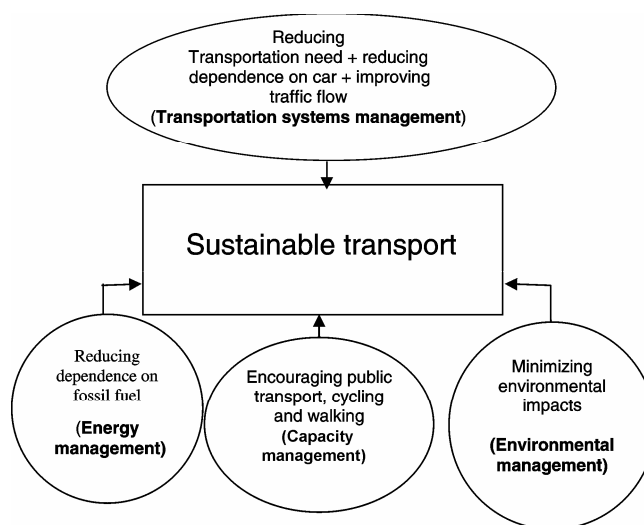 Reducing
Transportation need + reducing
dependence on car + improving
traffic flow
(Transportation systems management)
Sustainable transport
Reducing
dependence on
fossil fuel
(Energy
management)
Encouraging public
transport, cycling
and walking
(Capacity
management)
Minimizing
environmental
impacts
(Environmental
management)